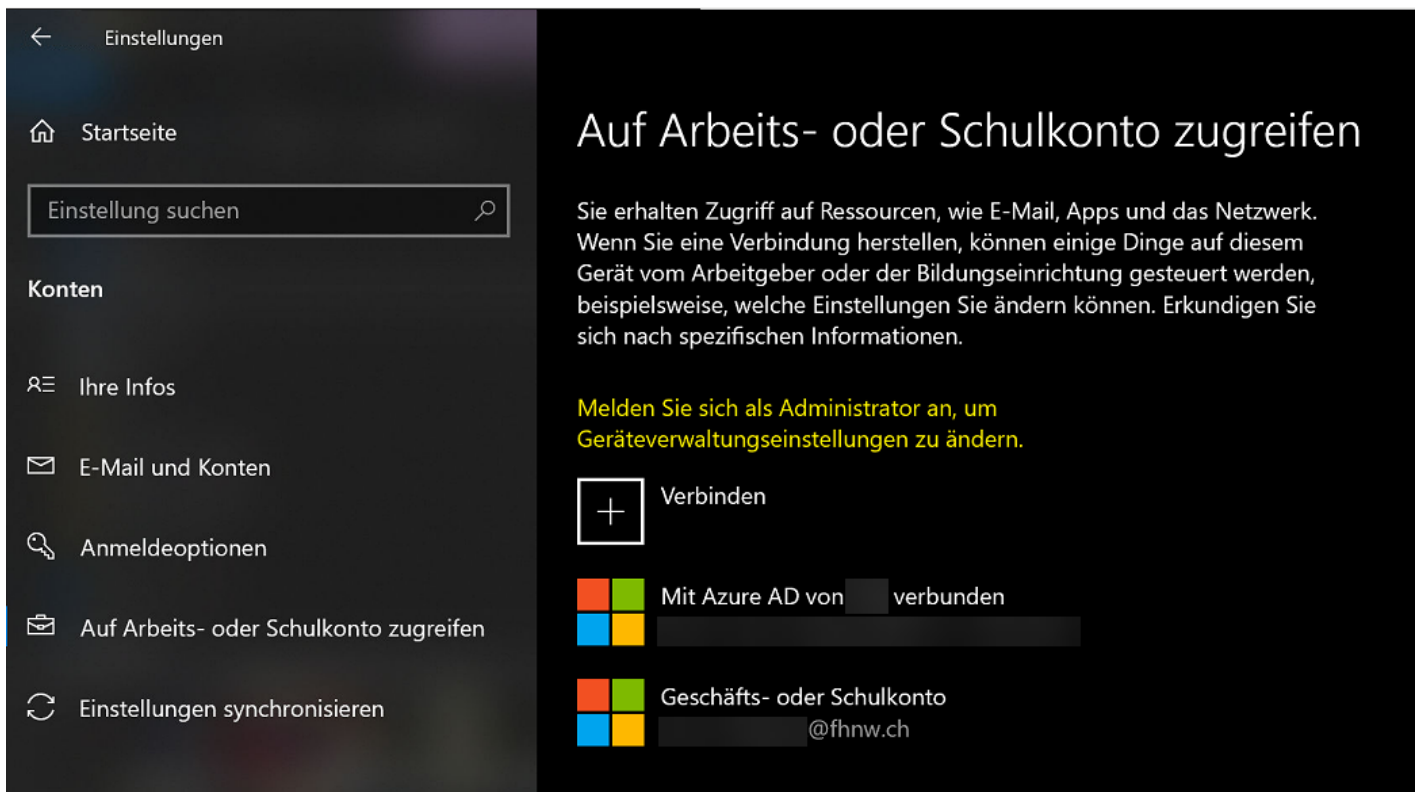 Einstellungen
Startseite
Einstellung suchen
Konten
Ihre Infos
E-Mail und Konten
Anmeldeoptionen
Auf Arbeits- oder Schulkonto zugreifen
Einstellungen synchronisieren
Auf Arbeits- oder Schulkonto zugreifen
Sie erhalten Zugriff auf Ressourcen, wie E-Mail, Apps und das Netzwerk.
Wenn Sie eine Verbindung herstellen, können einige Dinge auf diesem
Gerät vom Arbeitgeber oder der Bildungseinrichtung gesteuert werden,
beispielsweise, welche Einstellungen Sie ändern können. Erkundigen Sie
sich nach spezifischen Informationen.
Melden Sie sich als Administrator an, um
Geräteverwaltungseinstellungen zu ändern.
Verbinden
Mit Azure AD von verbunden
Geschäfts- oder Schulkonto
@fhnw.ch